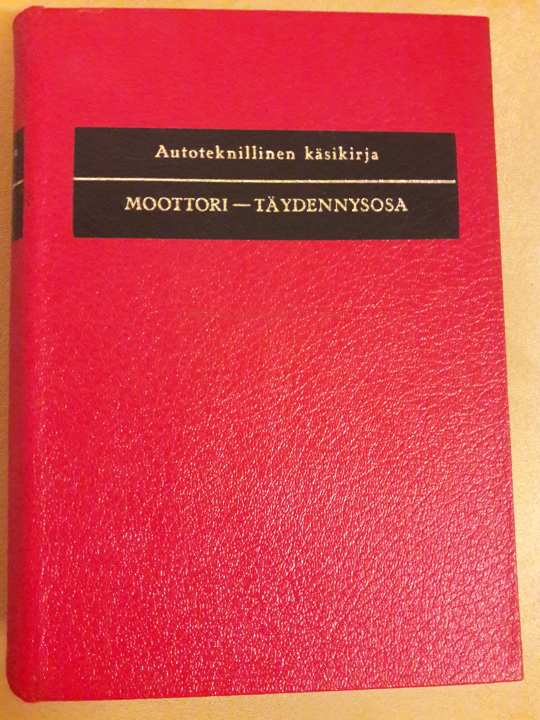 Autoteknillinen käsikirja
MOOTTORI — TÄYDENNYSOSA